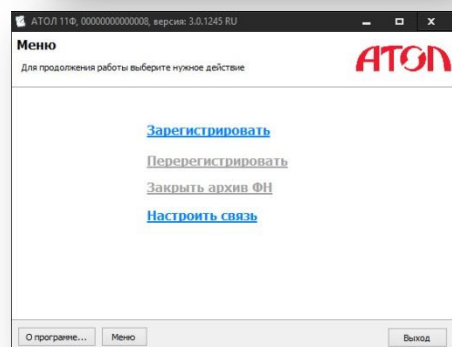 АТОЛ 11Ф, 00000000000008, версия: 3.0.1245 RU
Меню
Для продолжения работы выберите нужное действие
АТОЛ
Зарегистрировать
Перерегистрировать
Закрыть архив ФН
Настроить связь
О программе...
Меню
Выход